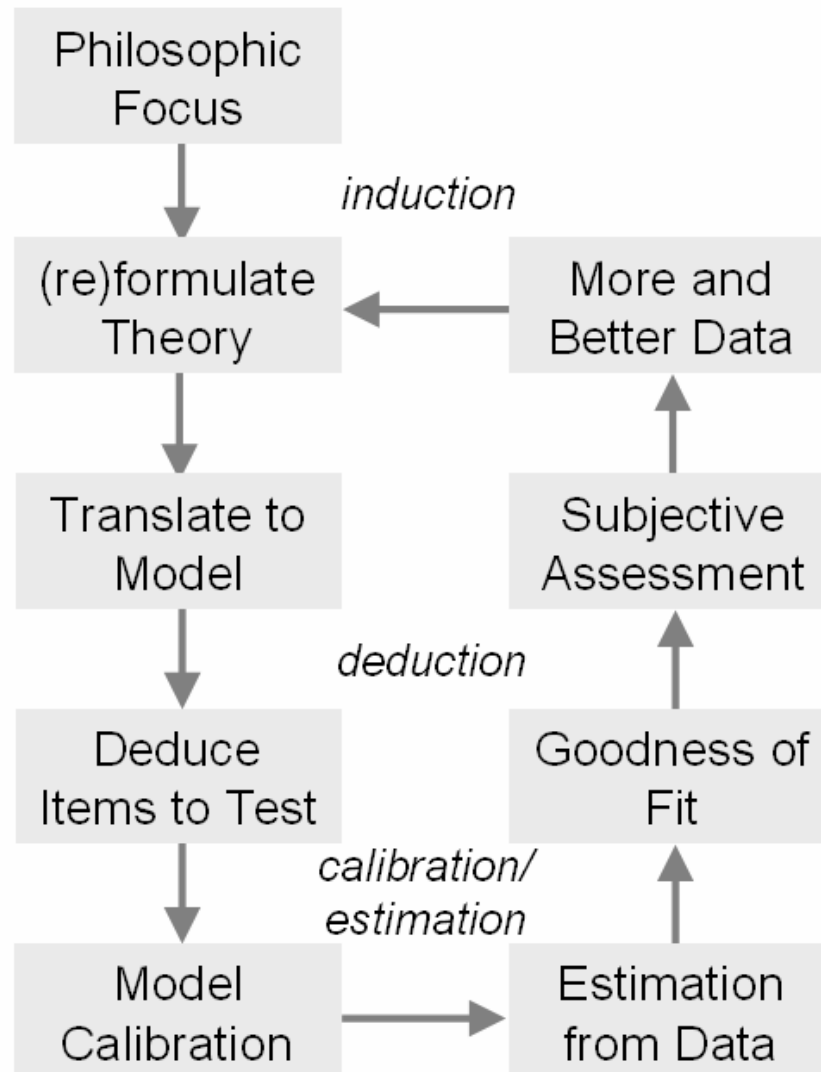 Philosophic
Focus
induction
(re)formulate
Theory
More and
Better Data
Translate to
Model
Subjective
Assessment
deduction
Deduce
Items to Test
Goodness of
Fit
calibration/
estimation
Model
Calibration
Estimation
from Data